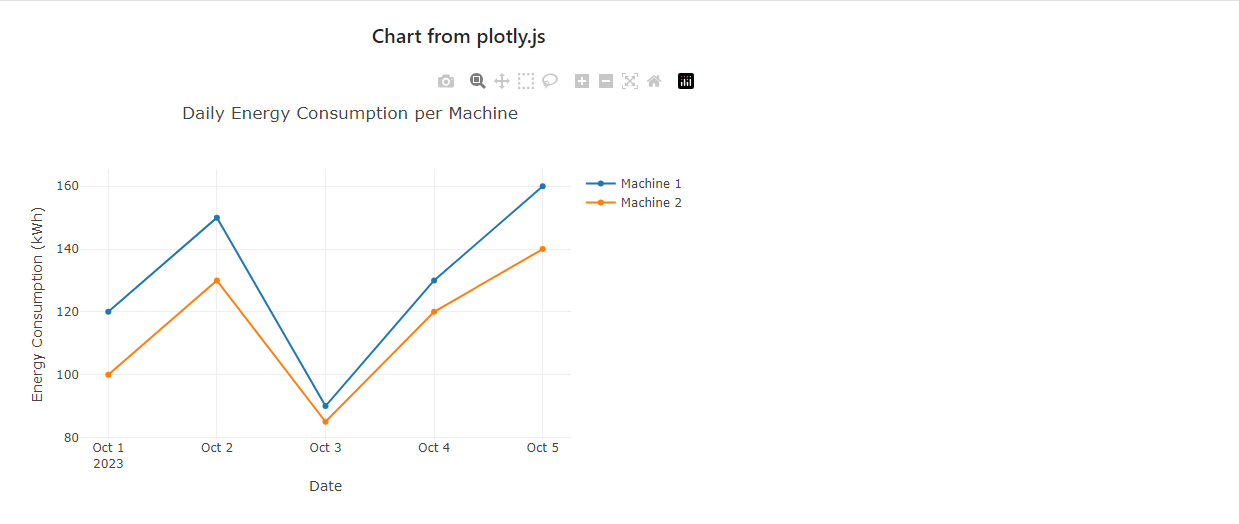 Chart from plotly.js
Daily Energy Consumption per Machine
Energy Consumption (kWh)
160
140
120
100
80
Oct 1
2023
Oct 2
Oct 3
Oct 4
Oct 5
Date
Machine 1
Machine 2